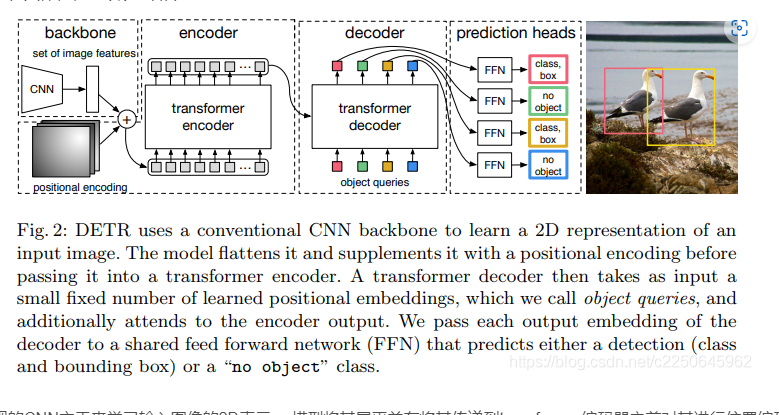 backbone
encoder
decoder
prediction heads
set of image features
CNN
+
positional encoding
transformer
encoder
...
...
transformer
decoder
object queries
FFN
class,
box
FFN
no
object
FFN
class,
box
FFN
no
object
Fig. 2: DETR uses a conventional CNN backbone to learn a 2D representation of an
input image. The model flattens it and supplements it with a positional encoding before
passing it into a transformer encoder. A transformer decoder then takes as input a
small fixed number of learned positional embeddings, which we call object queries, and
additionally attends to the encoder output. We pass each output embedding of the
decoder to a shared feed forward network (FFN) that predicts either a detection (class
and bounding box) or a “no object” class.
https://blog.csdn.net/c2250645962